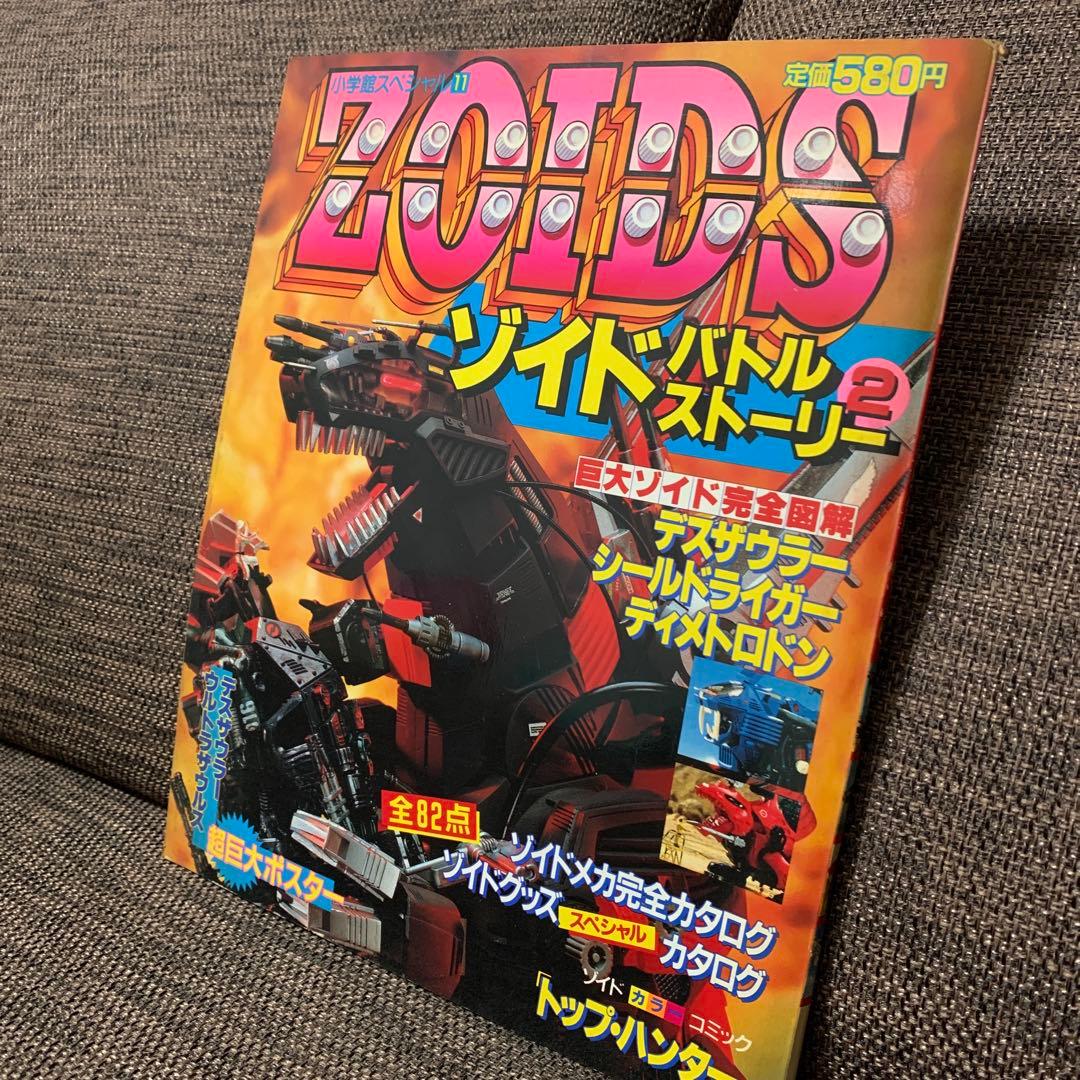 小学館スペシャル11
定価580円
ZOIDS
ゾイドバトル
ストーリー2
巨大ゾイド完全図解
デスザウラー
シールドライガー
ディメトロドン
デスザウラー
ウルトラザウルス
超巨大ポスター
全82点
ゾイドメカ完全カタログ
ゾイドグッズスペシャルカタログ
ゾイドカラーコミック
「トップ・ハンター